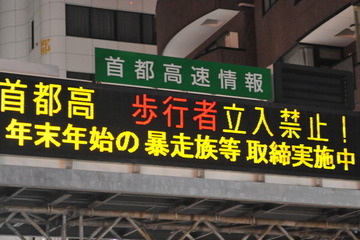 首都高速情報
首都高 歩行者立入禁止!
年末年始の暴走族等取締実施中